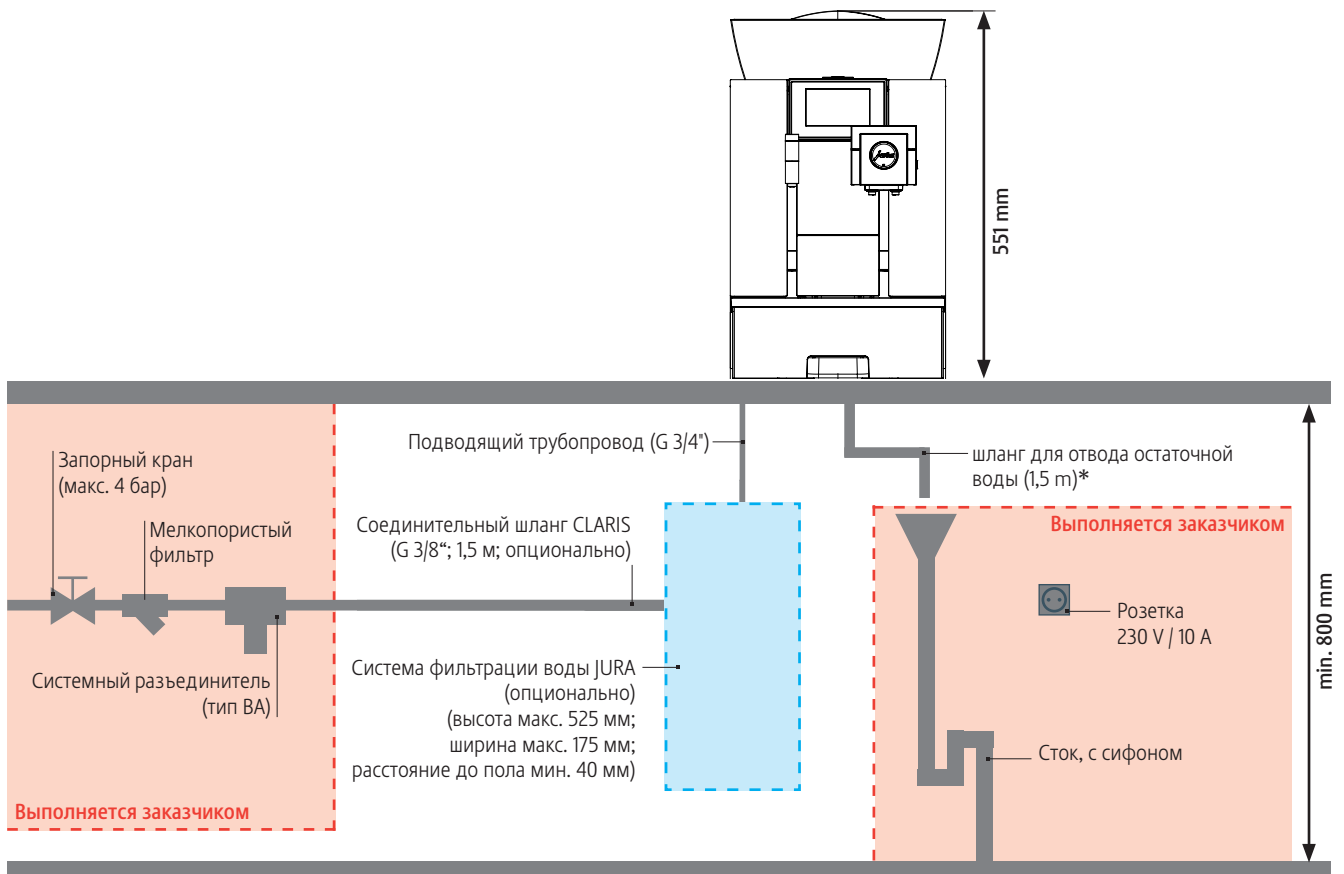 551 mm
Подводящий трубопровод (G 3/4")
шланг для отвода остаточной
воды (1,5 m)*
Запорный кран
(макс. 4 бар)
Мелкопористый
фильтр
Соединительный шланг CLARIS
(G 3/8“; 1,5 м; опционально)
Выполняется заказчиком
Розетка
230 V / 10 A
min. 800 mm
Системный разъединитель
(тип BA)
Система фильтрации воды JURA
(опционально)
(высота макс. 525 мм;
ширина макс. 175 мм;
расстояние до пола мин. 40 мм)
Сток, с сифоном
Выполняется заказчиком
jura